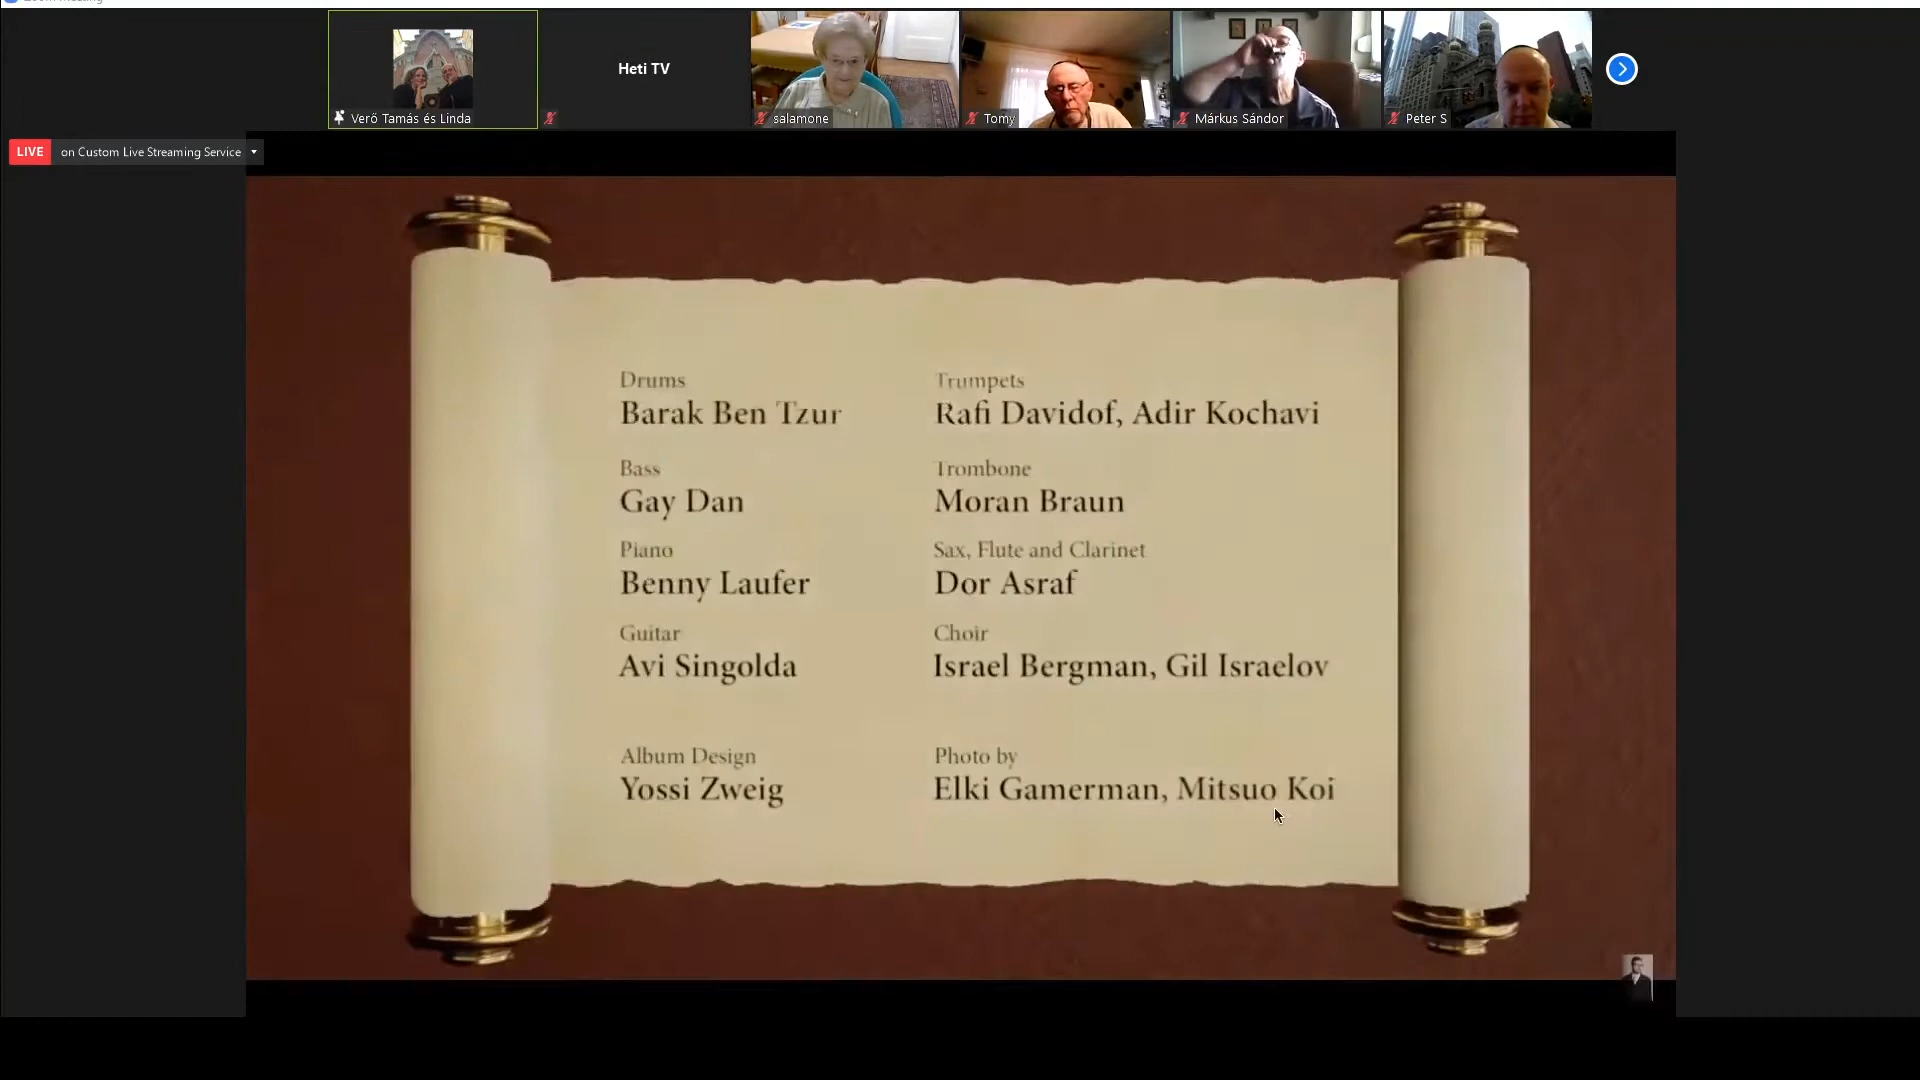 Zoom Meeting
Verő Tamás és Linda
Heti TV
salamone
Tomy
Márkus Sándor
Peter S
LIVE on Custom Live Streaming Service
Drums
Barak Ben Tzur
Bass
Gay Dan
Piano
Benny Laufer
Guitar
Avi Singolda
Album Design
Yossi Zweig
Trumpets
Rafi Davidof, Adir Kochavi
Trombone
Moran Braun
Sax, Flute and Clarinet
Dor Asraf
Choir
Israel Bergman, Gil Israelov
Photo by
Elki Gamerman, Mitsuo Koi